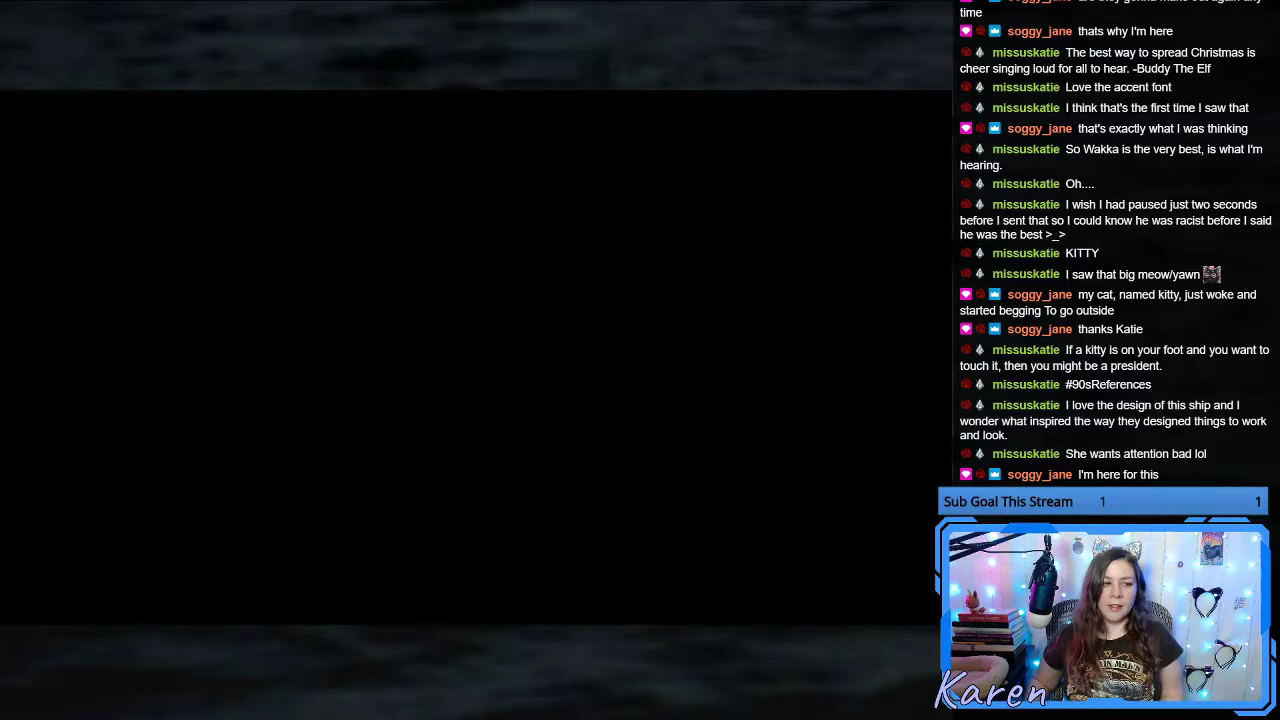 time
soggy_jane thats why I'm here
missuskatie The best way to spread Christmas is
cheer singing loud for all to hear. -Buddy The Elf
missuskatie Love the accent font
missuskatie I think that's the first time I saw that
soggy_jane that's exactly what I was thinking
missuskatie So Wakka is the very best, is what I'm
hearing.
missuskatie Oh....
missuskatie I wish I had paused just two seconds
before I sent that so I could know he was racist before I said
he was the best >_>
missuskatie KITTY
missuskatie I saw that big meow/yawn
soggy_jane my cat, named kitty, just woke and
started begging To go outside
soggy_jane thanks Katie
missuskatie If a kitty is on your foot and you want to
touch it, then you might be a president.
missuskatie #90sReferences
missuskatie I love the design of this ship and I
wonder what inspired the way they designed things to work
and look.
missuskatie She wants attention bad lol
soggy_jane I'm here for this
Sub Goal This Stream 1 1
Karen